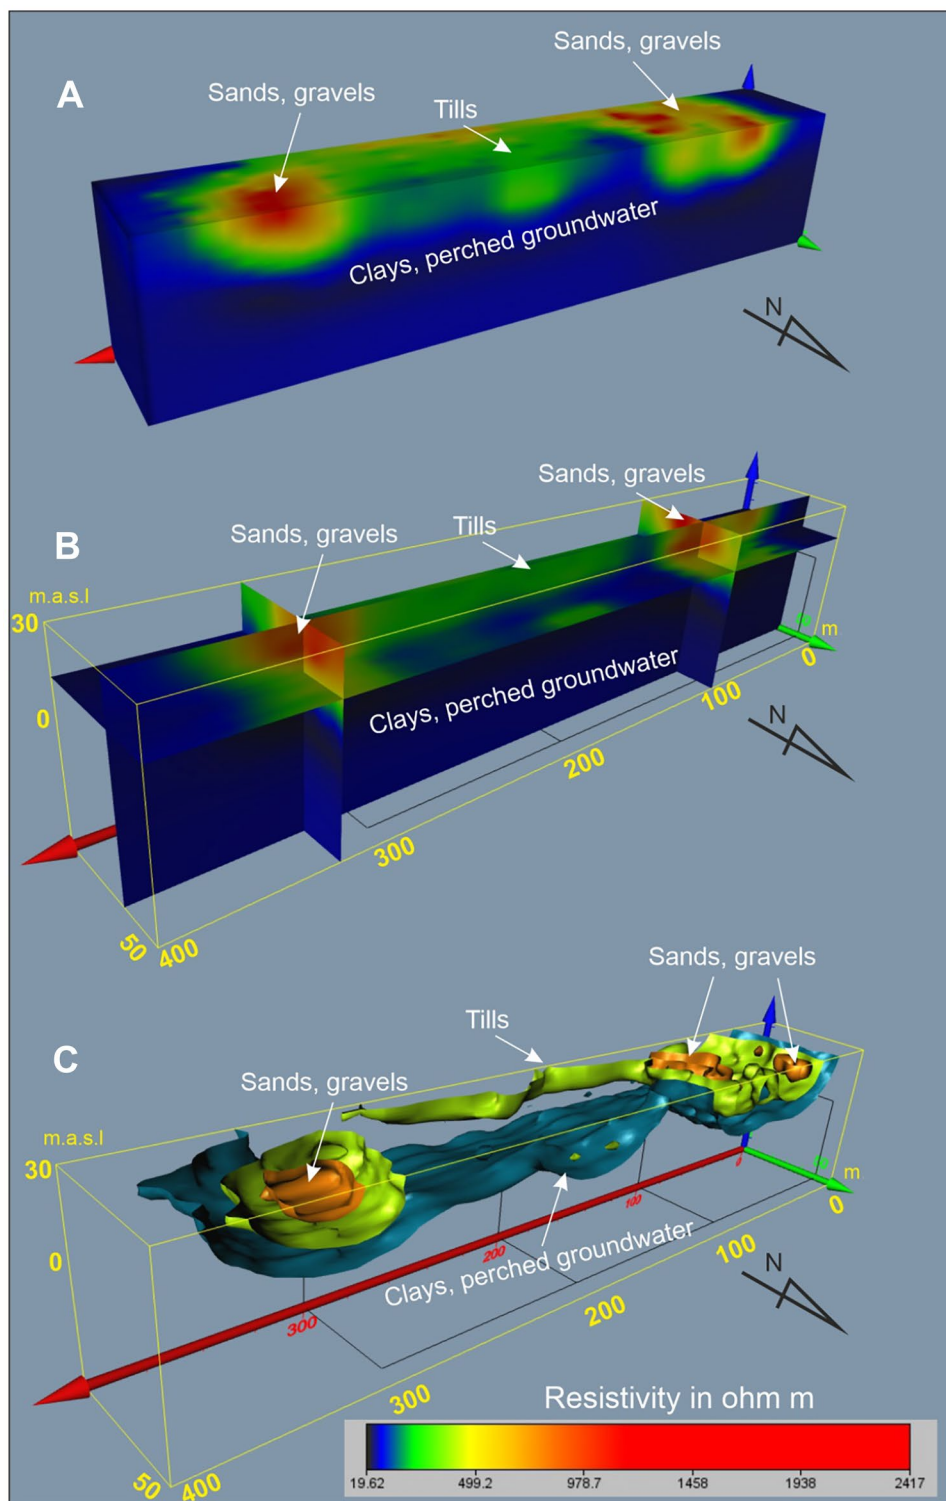 A
Sands, gravels
Sands, gravels
Tills
Clays, perched groundwater
N
B
Sands, gravels
Sands, gravels
Tills
m.a.s.l
30
0
Clays, perched groundwater
m
0
100
200
300
50
400
N
C
Sands, gravels
Tills
Sands, gravels
m.a.s.l
30
0
0
100
200
300
m
0
100
200
300
50
400
Clays, perched groundwater
N
Resistivity in ohm m
19.62 499.2 978.7 1458 1938 2417